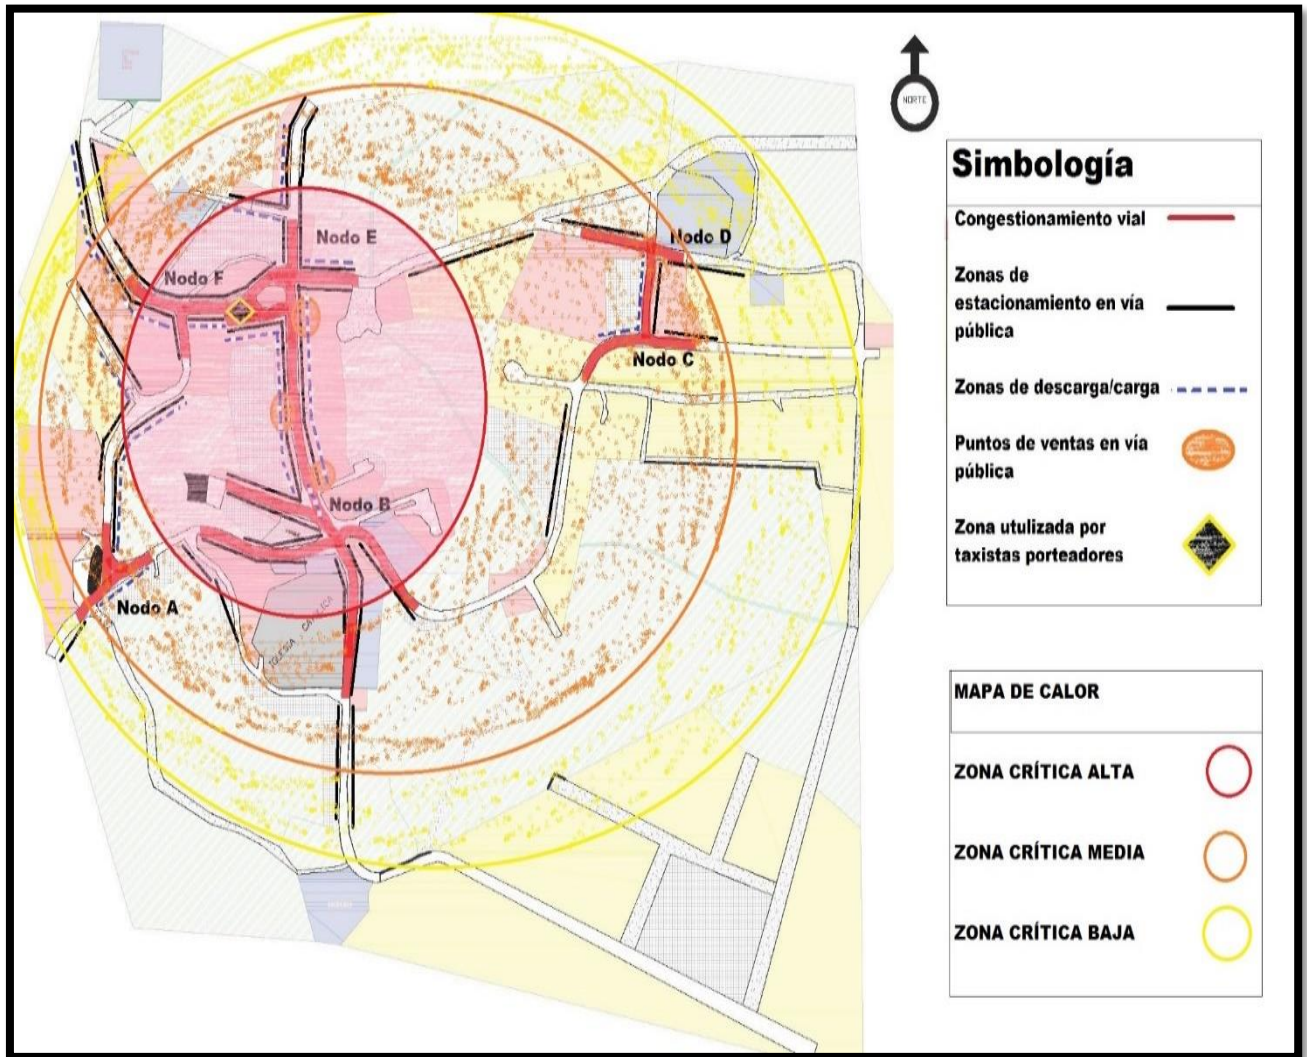 NORTE
Nodo E
Nodo D
Nodo F
Nodo C
Nodo B
Nodo A
IGLESIA CATOLICA
Simbología
Congestionamiento vial
Zonas de
estacionamiento en vía
pública
Zonas de descarga/carga
Puntos de ventas en vía
pública
Zona utulizada por
taxistas porteadores
MAPA DE CALOR
ZONA CRÍTICA ALTA
ZONA CRÍTICA MEDIA
ZONA CRÍTICA BAJA